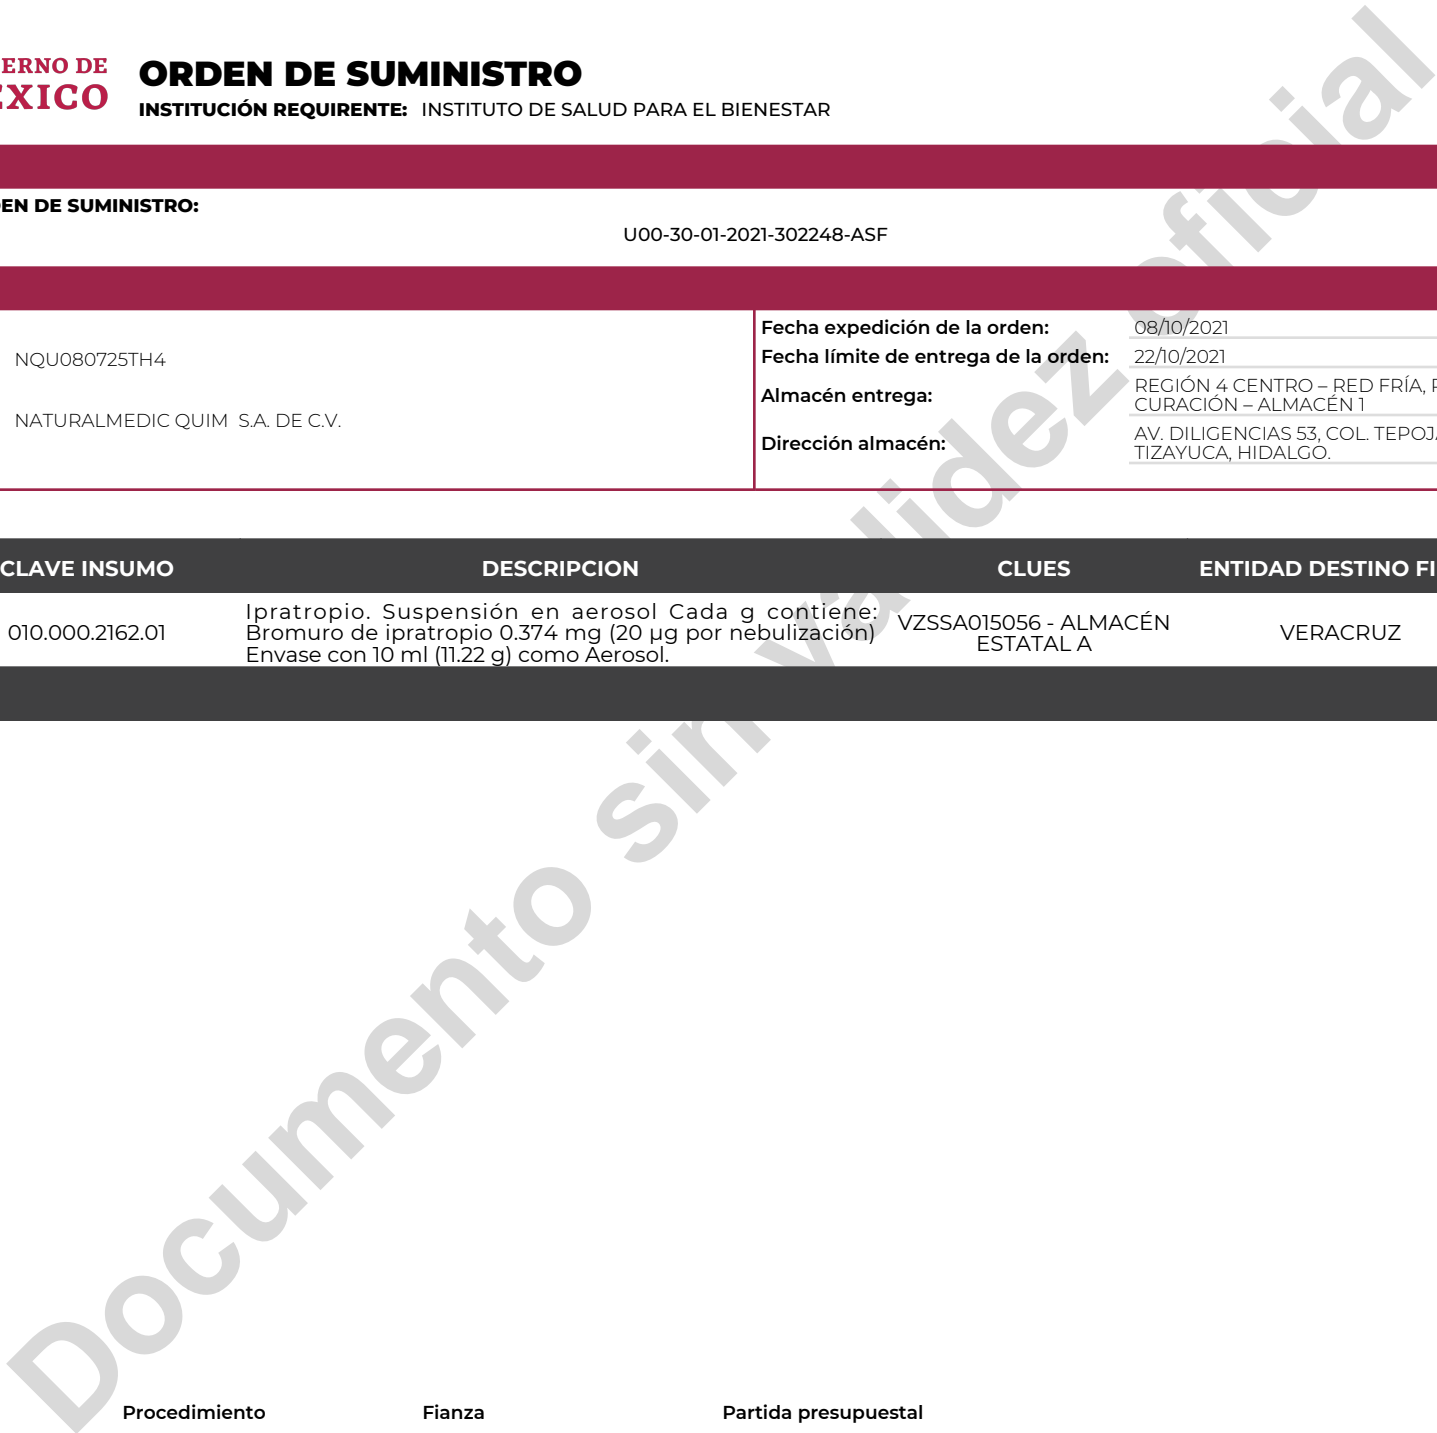 ERNO DE
EXICO
ORDEN DE SUMINISTRO
INSTITUCIÓN REQUIRENTE: INSTITUTO DE SALUD PARA EL BIENESTAR
EN DE SUMINISTRO:
U00-30-01-2021-302248-ASF
NQU080725TH4
NATURALMEDIC QUIM S.A. DE C.V.
Fecha expedición de la orden: 08/10/2021
Fecha límite de entrega de la orden: 22/10/2021
Almacén entrega: REGIÓN 4 CENTRO – RED FRÍA,
CURACIÓN – ALMACÉN 1
Dirección almacén: AV. DILIGENCIAS 53, COL. TEPOJA
TIZAYUCA, HIDALGO.
CLAVE INSUMO DESCRIPCION CLUES ENTIDAD DESTINO FI
010.000.2162.01
Ipratropio. Suspensión en aerosol Cada g contiene:
Bromuro de ipratropio 0.374 mg (20 µg por nebulización)
Envase con 10 ml (11.22 g) como Aerosol.
VZSSA015056 - ALMACÉN
ESTATAL A
VERACRUZ
Documento sin validez oficial
Procedimiento Fianza Partida presupuestal